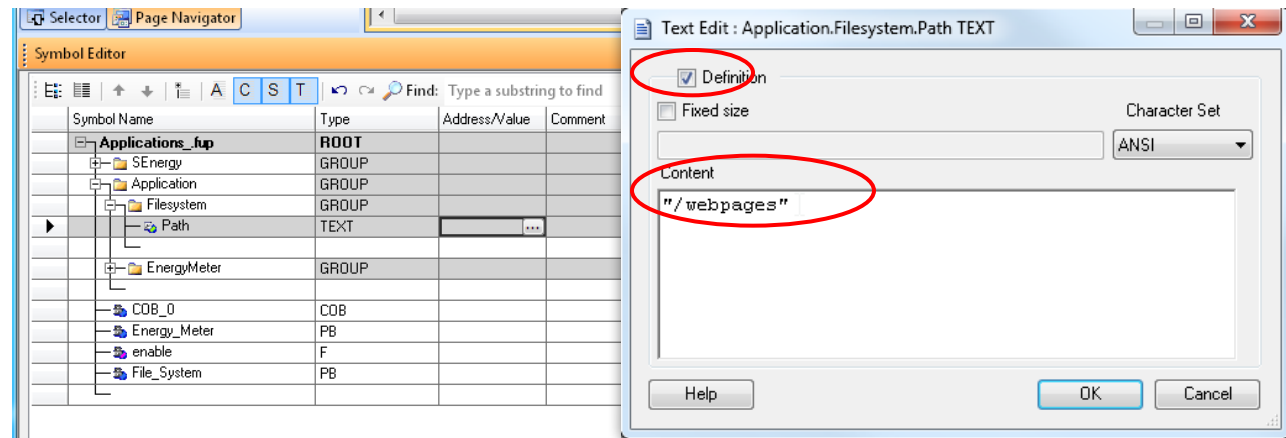 Selector Page Navigator
Symbol Editor
A C S T Find: Type a substring to find
Symbol Name Type Address/Value Comment
Applications_.fup ROOT
SEnergy GROUP
Application GROUP
Filesystem GROUP
Path TEXT ...
EnergyMeter GROUP
COB_0 COB
Energy_Meter PB
enable F
File_System PB
Text Edit : Application.Filesystem.Path TEXT
Definition
Fixed size Character Set
ANSI
Content
"/webpages"
Help OK Cancel